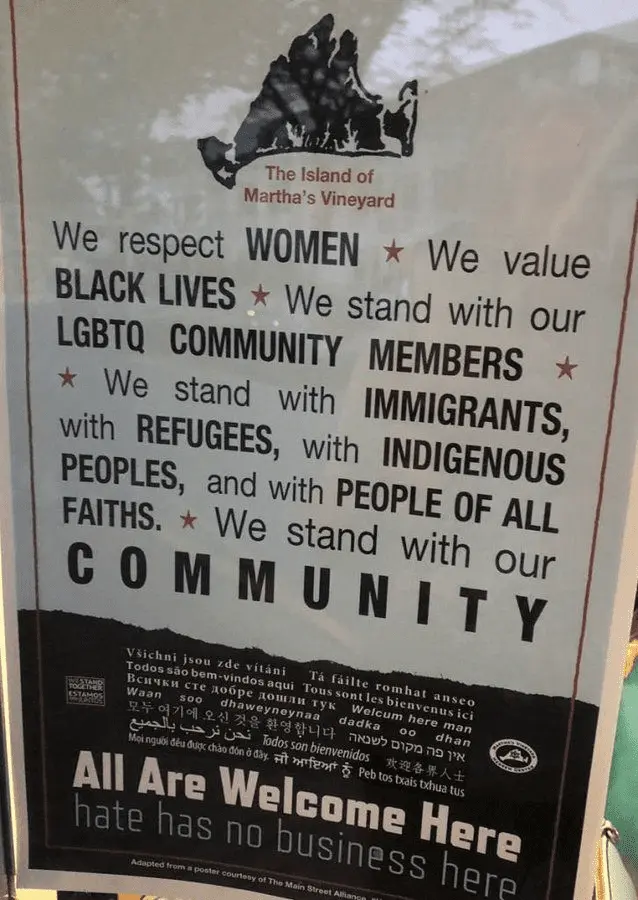 The Island of
Martha's Vineyard
We respect WOMEN ★ We value
BLACK LIVES ★ We stand with our
LGBTQ COMMUNITY MEMBERS ★
★ We stand with IMMIGRANTS,
with REFUGEES, with INDIGENOUS
PEOPLES, and with PEOPLE OF ALL
FAITHS. ★ We stand with our
COMMUNITY
WE STAND
TOGETHER
ESTAMOS
Všichni jsou zde vítáni Tá fáilte romhat anseo
Todos são bem-vindos aqui Tous sont les bienvenus ici
Всички сте добре дошли тук Welcum here man
Waan soo dhaweyneynaa dadka oo dhan
모두 여기에 오신 것을 환영합니다 אין פה מקום לשנאה
نحن نرحب بالجميع Todos son bienvenidos 欢迎各界人士
Mọi người đều được chào đón ở đây. ਜੀ ਆਇਆਂ ਨੂੰ Peb tos txais txhua tus
All Are Welcome Here
hate has no business here
Adapted from a poster courtesy of The Main Street Alliance